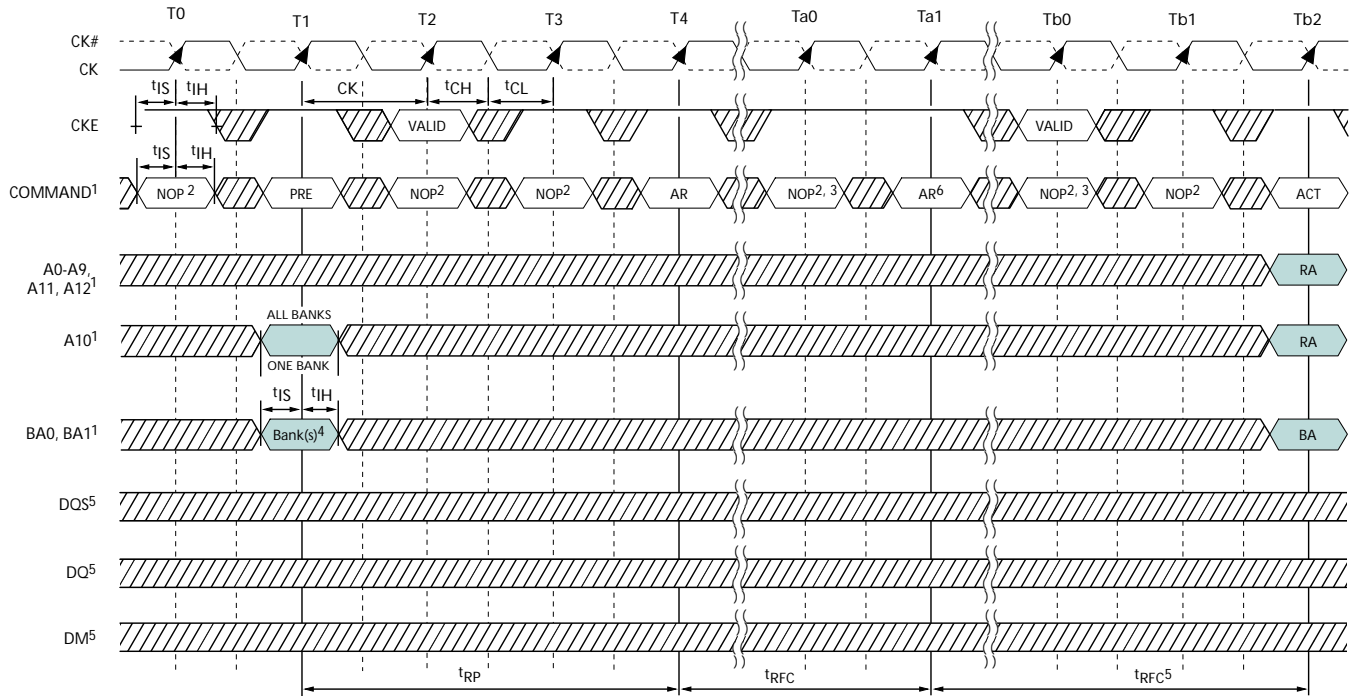 T0 T1 T2 T3 T4 Ta0 Ta1 Tb0 Tb1 Tb2
CK#
CK
tIS tIH CK tCH tCL
CKE VALID VALID
tIS tIH
COMMAND1 NOP 2 PRE NOP2 NOP2 AR NOP2, 3 AR6 NOP2, 3 NOP2 ACT
A0-A9,
A11, A121 RA
ALL BANKS
A101 RA
ONE BANK
tIS tIH
BA0, BA11 Bank(s)4 BA
DQS5
DQ5
DM5
tRP tRFC tRFC5